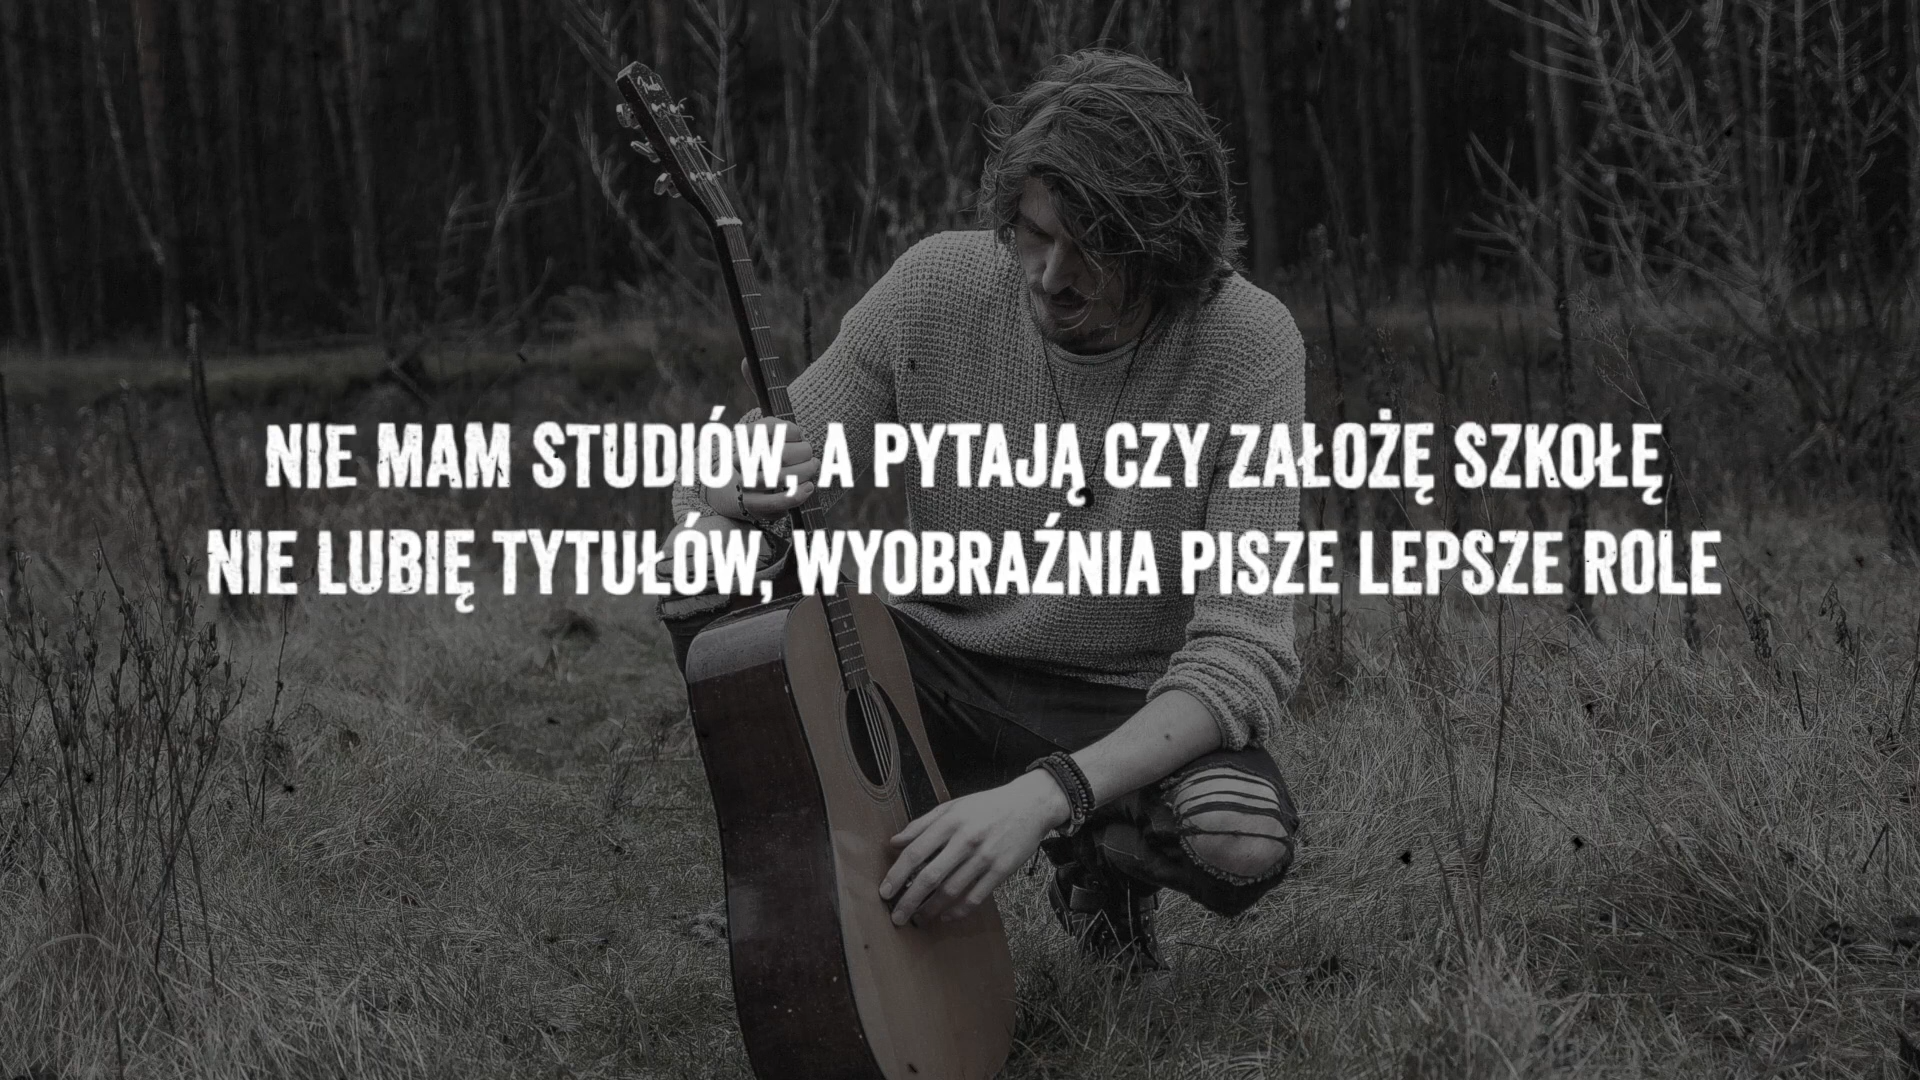 NIE MAM STUDIÓW, A PYTAJĄ CZY ZAŁOŻĘ SZKOŁĘ
NIE LUBIĘ TYTUŁÓW, WYOBRAŹNIA PISZE LEPSZE ROLE